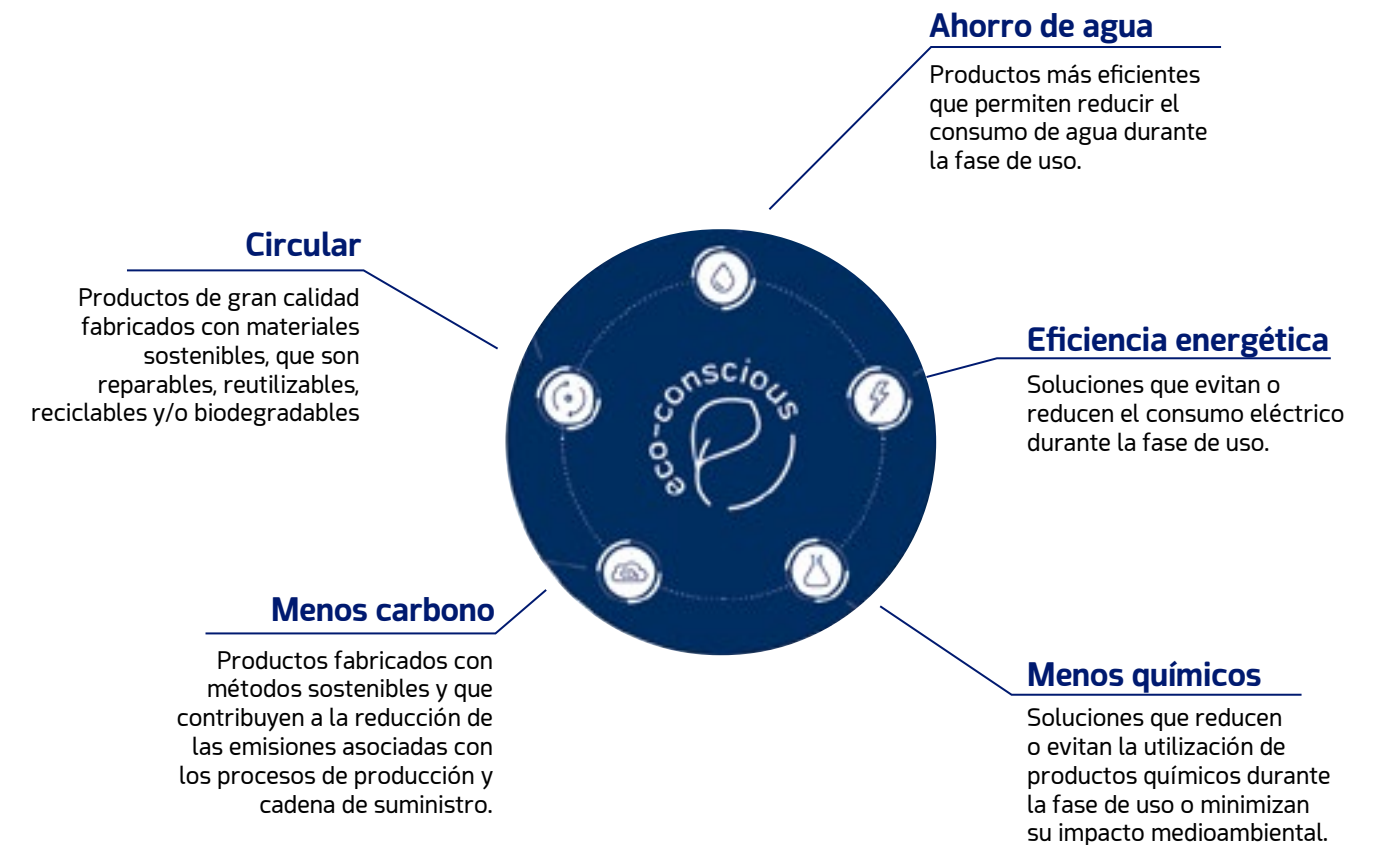 Ahorro de agua
Productos más eficientes
que permiten reducir el
consumo de agua durante
la fase de uso.
Circular
Productos de gran calidad
fabricados con materiales
sostenibles, que son
reparables, reutilizables,
reciclables y/o biodegradables
eco-conscious
Eficiencia energética
Soluciones que evitan o
reducen el consumo eléctrico
durante la fase de uso.
Menos carbono
Productos fabricados con
métodos sostenibles y que
contribuyen a la reducción de
las emisiones asociadas con
los procesos de producción y
cadena de suministro.
Menos químicos
Soluciones que reducen
o evitan la utilización de
productos químicos durante
la fase de uso o minimizan
su impacto medioambiental.